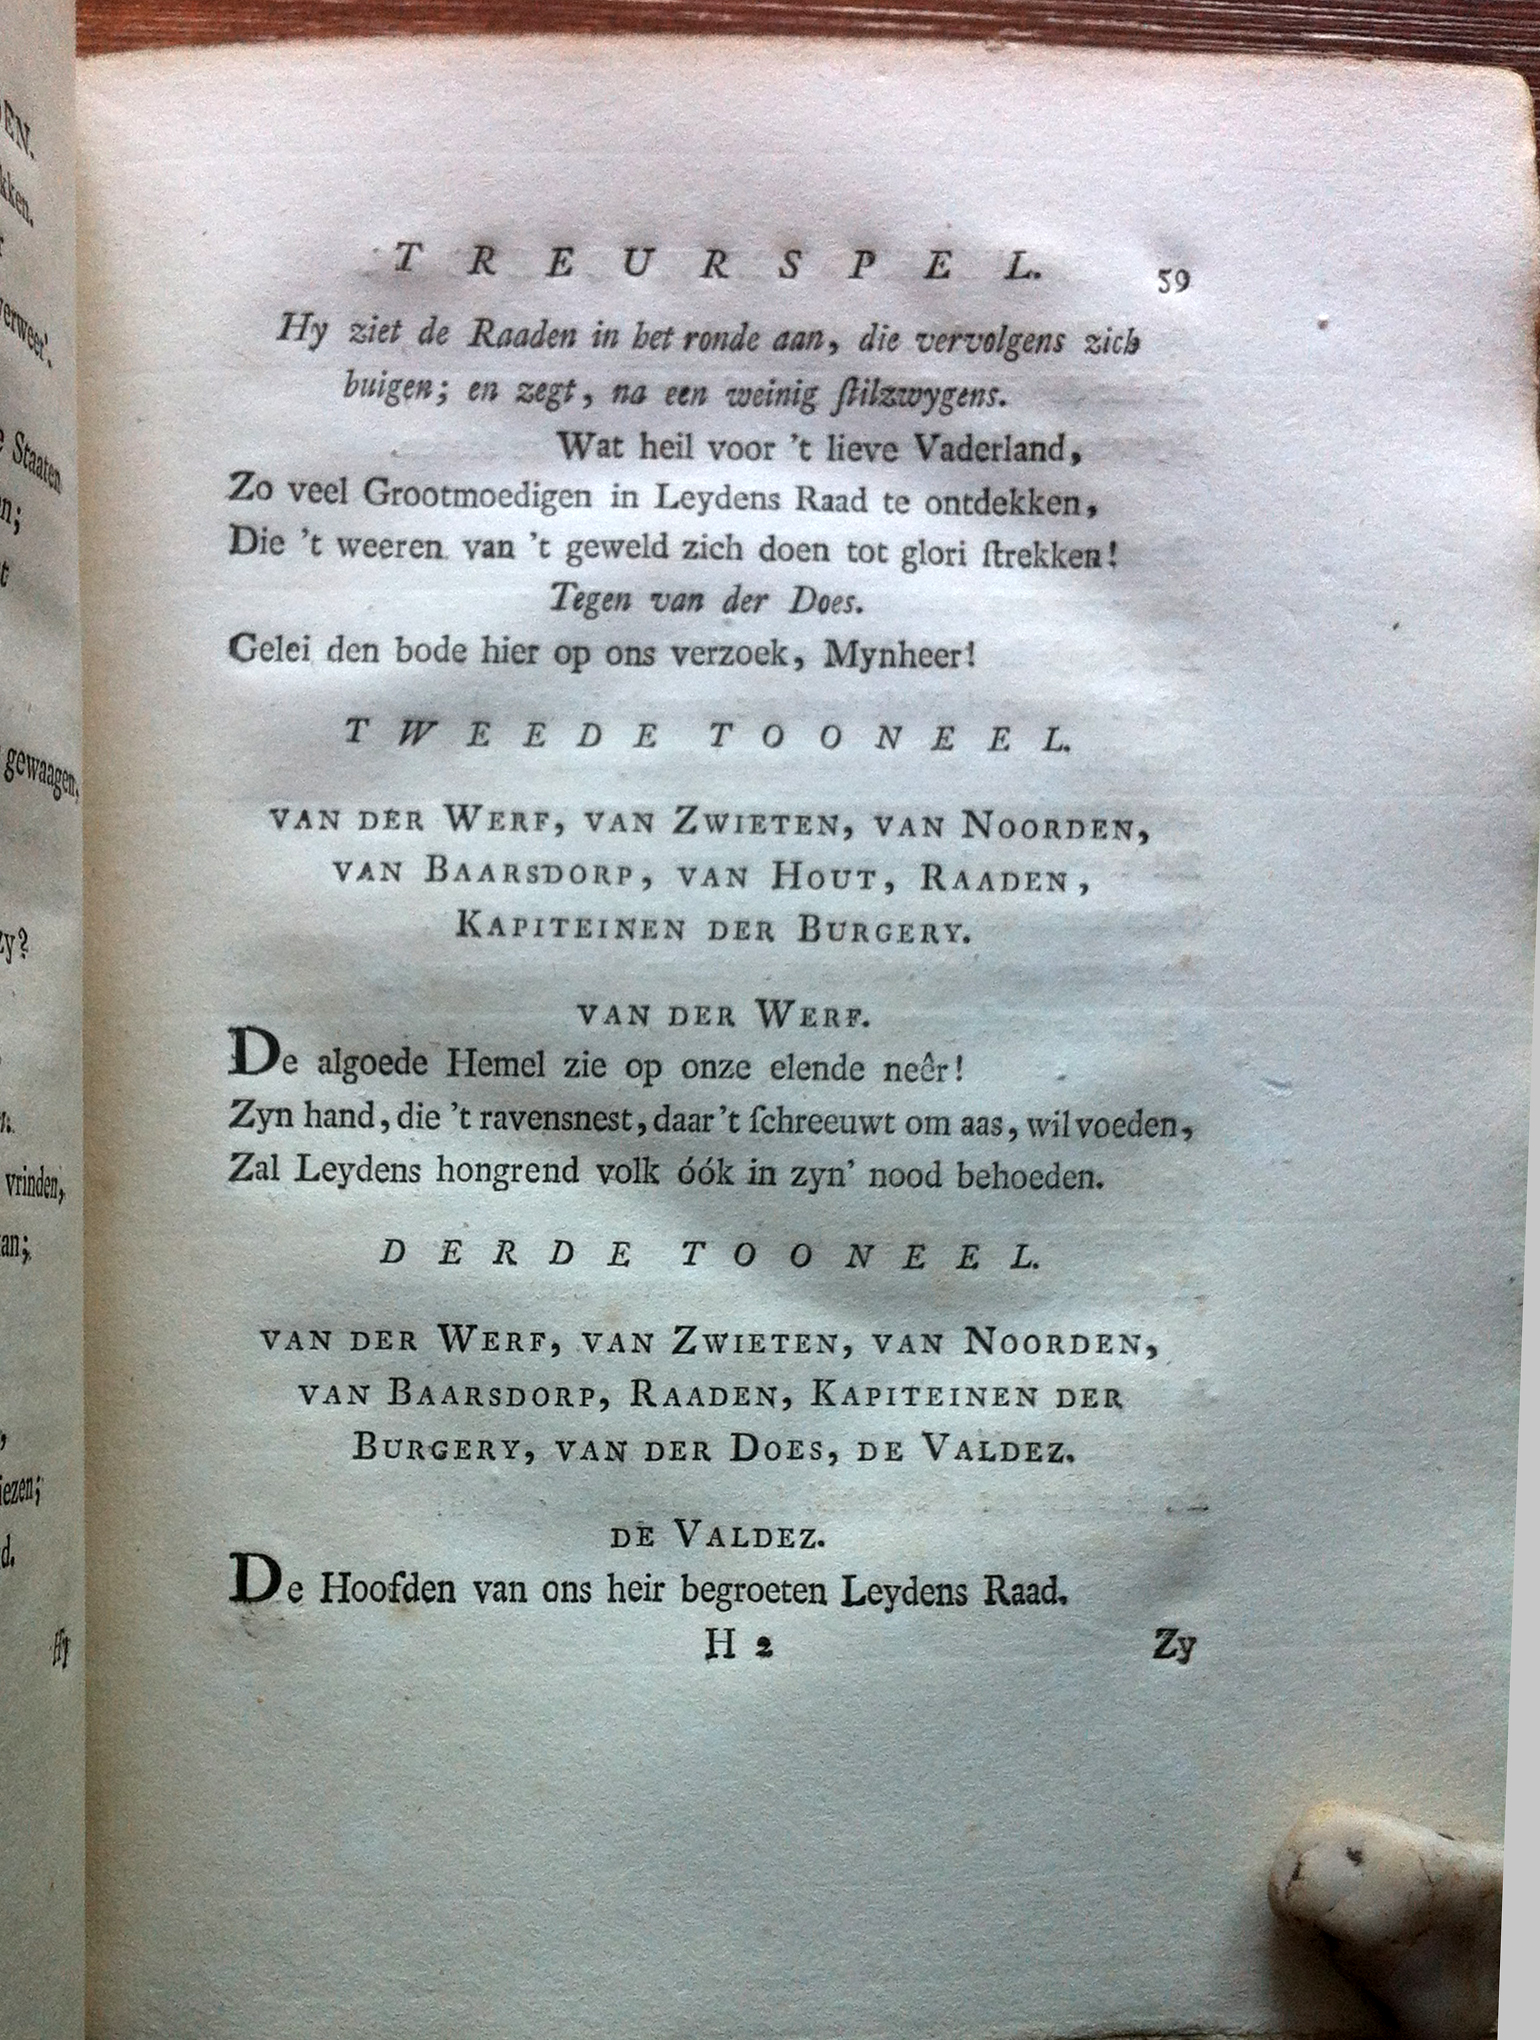 TREURSPEL. 59
Hy ziet de Raaden in het ronde aan, die vervolgens zich
buigen; en zegt, na een weinig ſtilzwygens.
Wat heil voor 't lieve Vaderland,
Zo veel Grootmoedigen in Leydens Raad te ontdekken,
Die 't weeren van 't geweld zich doen tot glori ſtrekken!
Tegen van der Does.
Gelei den bode hier op ons verzoek, Mynheer!
TWEEDE TOONEEL.
VAN DER WERF, VAN ZWIETEN, VAN NOORDEN,
VAN BAARSDORP, VAN HOUT, RAADEN,
KAPITEINEN DER BURGERY.
VAN DER WERF.
De algoede Hemel zie op onze elende neêr!
Zyn hand, die 't ravensnest, daar 't ſchreeuwt om aas, wil voeden,
Zal Leydens hongrend volk óók in zyn' nood behoeden.
DERDE TOONEEL.
VAN DER WERF, VAN ZWIETEN, VAN NOORDEN,
VAN BAARSDORP, RAADEN, KAPITEINEN DER
BURGERY, VAN DER DOES, DE VALDEZ.
DE VALDEZ.
De Hoofden van ons heir begroeten Leydens Raad.
H 2 Zy